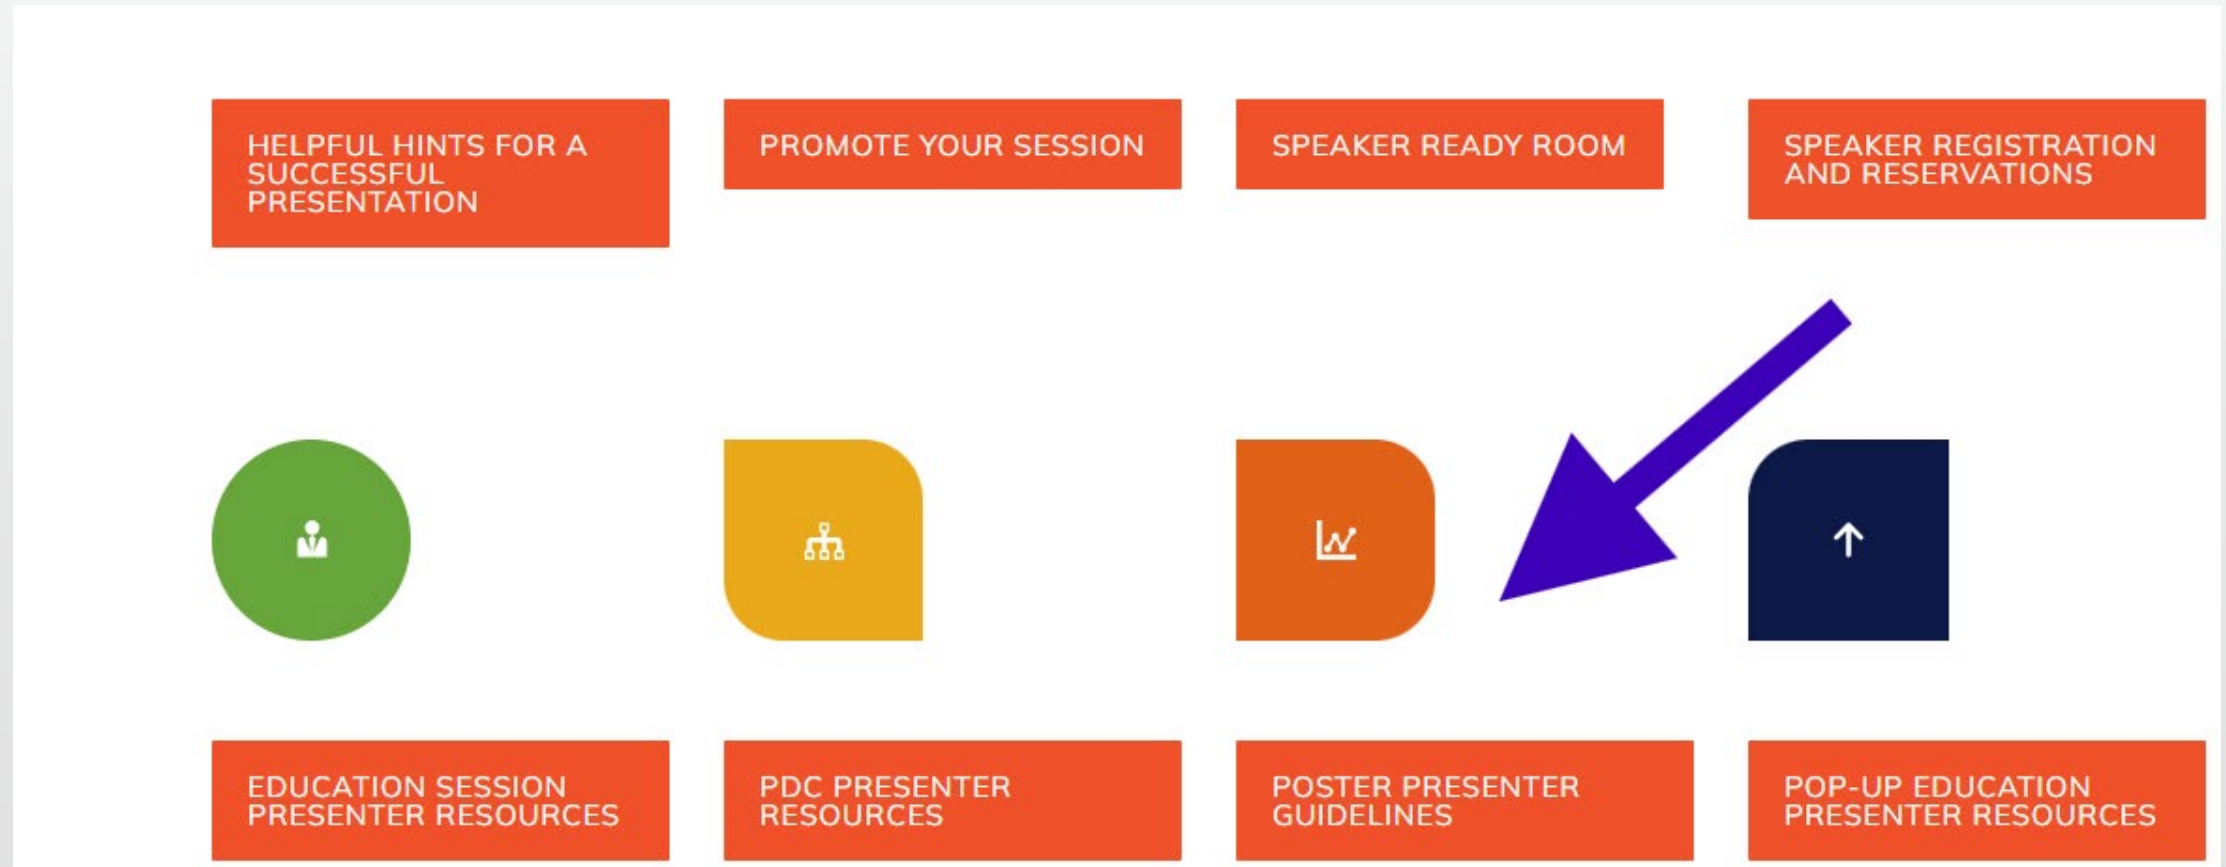 HELPFUL HINTS FOR A
SUCCESSFUL
PRESENTATION
PROMOTE YOUR SESSION
SPEAKER READY ROOM
SPEAKER REGISTRATION
AND RESERVATIONS
EDUCATION SESSION
PRESENTER RESOURCES
PDC PRESENTER
RESOURCES
POSTER PRESENTER
GUIDELINES
POP-UP EDUCATION
PRESENTER RESOURCES